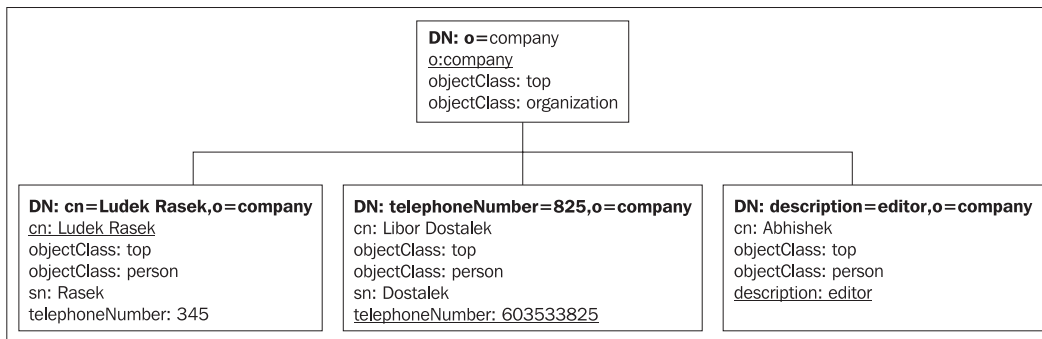 DN: o=company
o:company
objectClass: top
objectClass: organization
DN: cn=Ludek Rasek,o=company
cn: Ludek Rasek
objectClass: top
objectClass: person
sn: Rasek
telephoneNumber: 345
DN: telephoneNumber=825,o=company
cn: Libor Dostalek
objectClass: top
objectClass: person
sn: Dostalek
telephoneNumber: 603533825
DN: description=editor,o=company
cn: Abhishek
objectClass: top
objectClass: person
description: editor